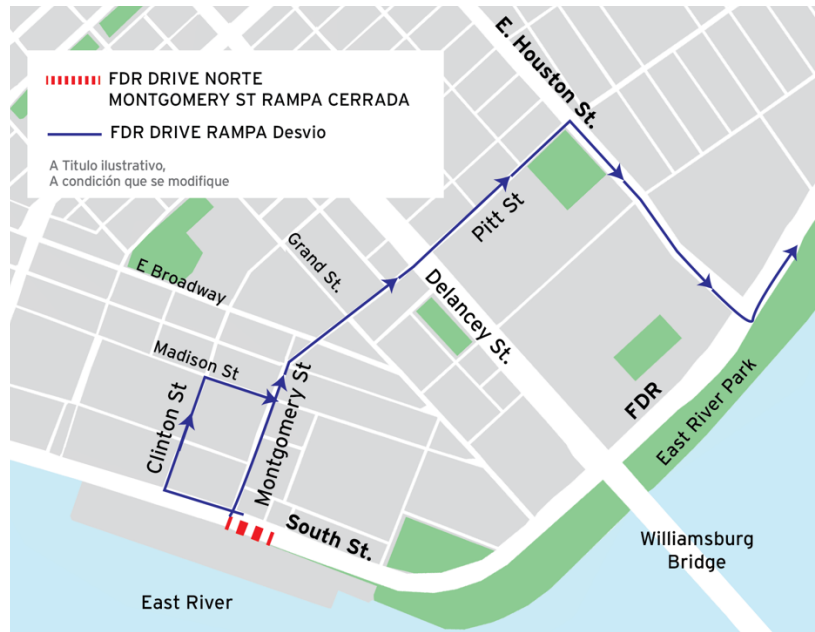 FDR DRIVE NORTE
MONTGOMERY ST RAMPA CERRADA
FDR DRIVE RAMPA Desvio
A Titulo ilustrativo,
A condición que se modifique
E. Houston St.
Pitt St
Grand St.
E Broadway
Delancey St.
Madison St
Clinton St
Montgomery St
FDR
East River Park
South St.
Williamsburg
Bridge
East River